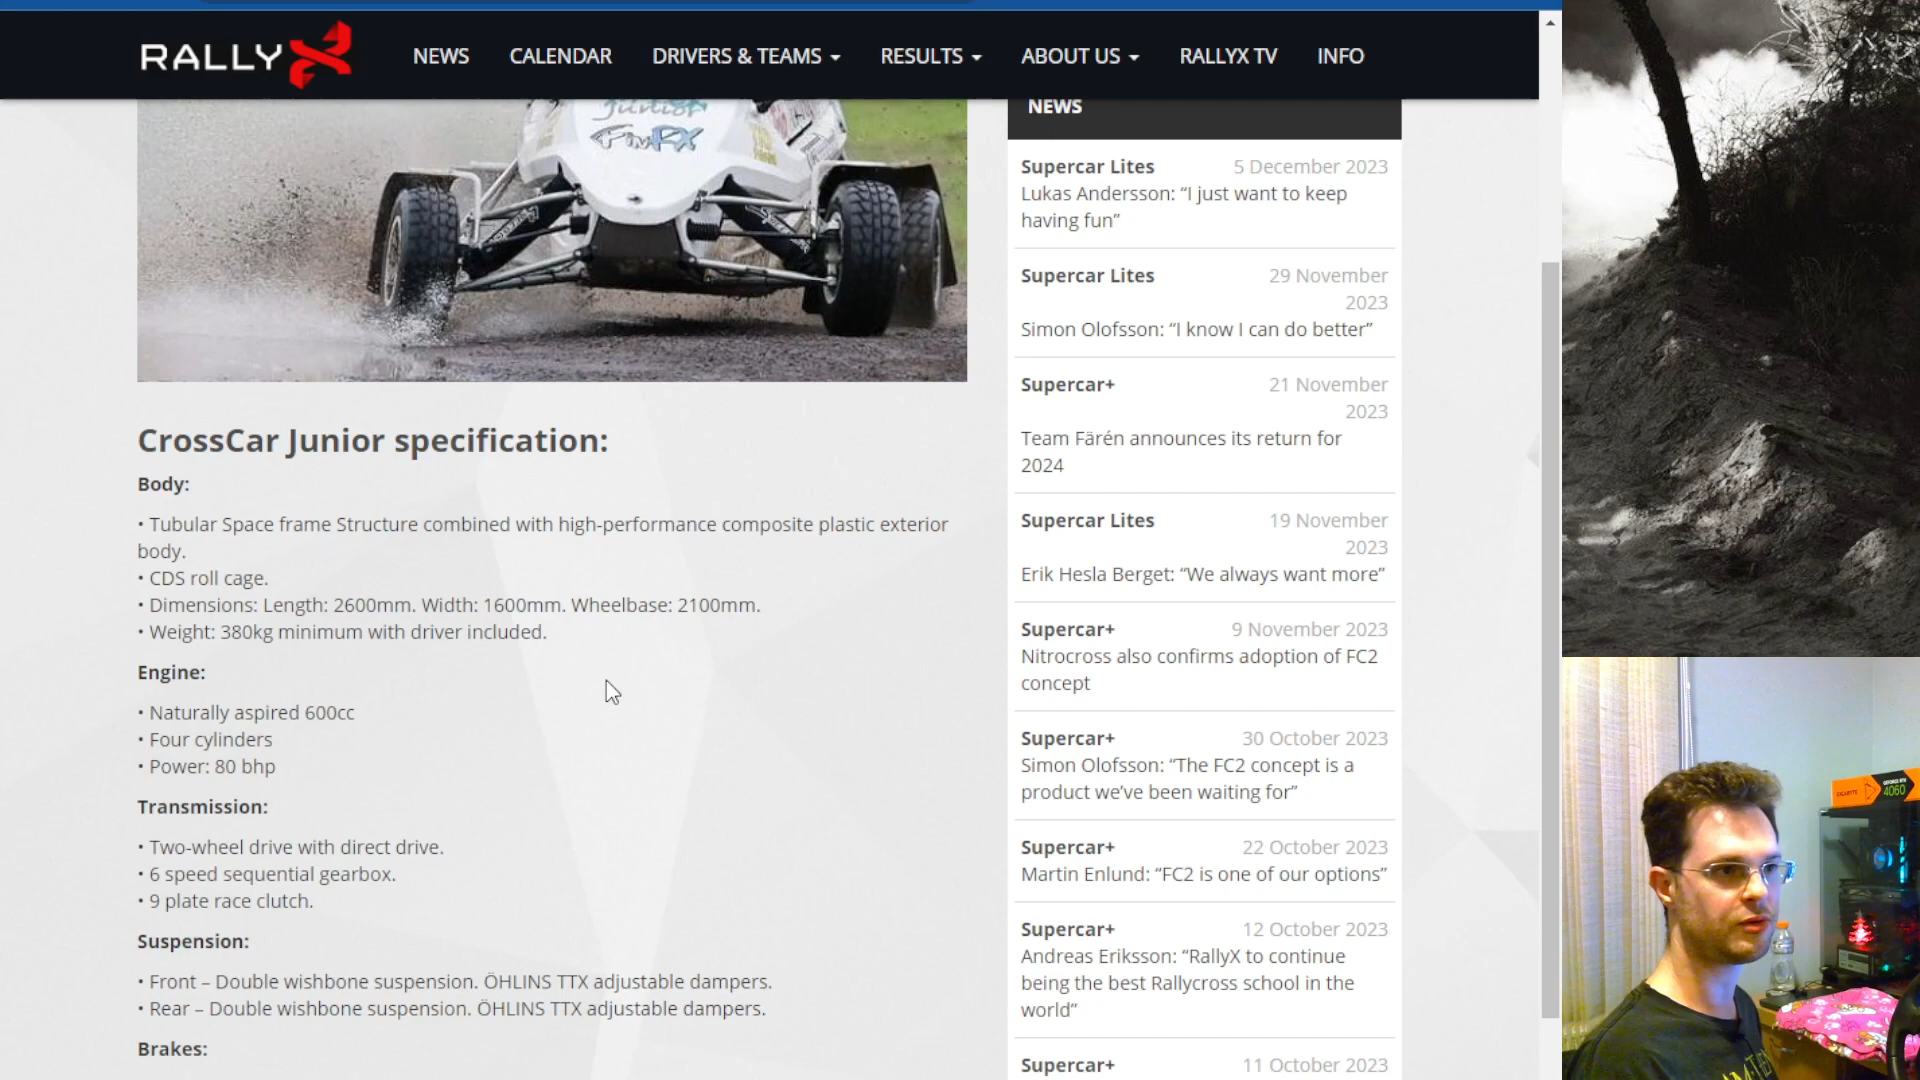 RALLY X
NEWS
CALENDAR
DRIVERS & TEAMS
RESULTS
ABOUT US
RALLYX TV
INFO
junior
FinRX
CrossCar Junior specification:
Body:
• Tubular Space frame Structure combined with high-performance composite plastic exterior
body.
• CDS roll cage.
• Dimensions: Length: 2600mm. Width: 1600mm. Wheelbase: 2100mm.
• Weight: 380kg minimum with driver included.
Engine:
• Naturally aspired 600cc
• Four cylinders
• Power: 80 bhp
Transmission:
• Two-wheel drive with direct drive.
• 6 speed sequential gearbox.
• 9 plate race clutch.
Suspension:
• Front – Double wishbone suspension. ÖHLINS TTX adjustable dampers.
• Rear – Double wishbone suspension. ÖHLINS TTX adjustable dampers.
Brakes:
NEWS
Supercar Lites 5 December 2023
Lukas Andersson: “I just want to keep
having fun”
Supercar Lites 29 November
2023
Simon Olofsson: “I know I can do better”
Supercar+ 21 November
2023
Team Färén announces its return for
2024
Supercar Lites 19 November
2023
Erik Hesla Berget: “We always want more”
Supercar+ 9 November 2023
Nitrocross also confirms adoption of FC2
concept
Supercar+ 30 October 2023
Simon Olofsson: “The FC2 concept is a
product we’ve been waiting for”
Supercar+ 22 October 2023
Martin Enlund: “FC2 is one of our options”
Supercar+ 12 October 2023
Andreas Eriksson: “RallyX to continue
being the best Rallycross school in the
world”
Supercar+ 11 October 2023
GIGABYTE
GEFORCE RTX
4060